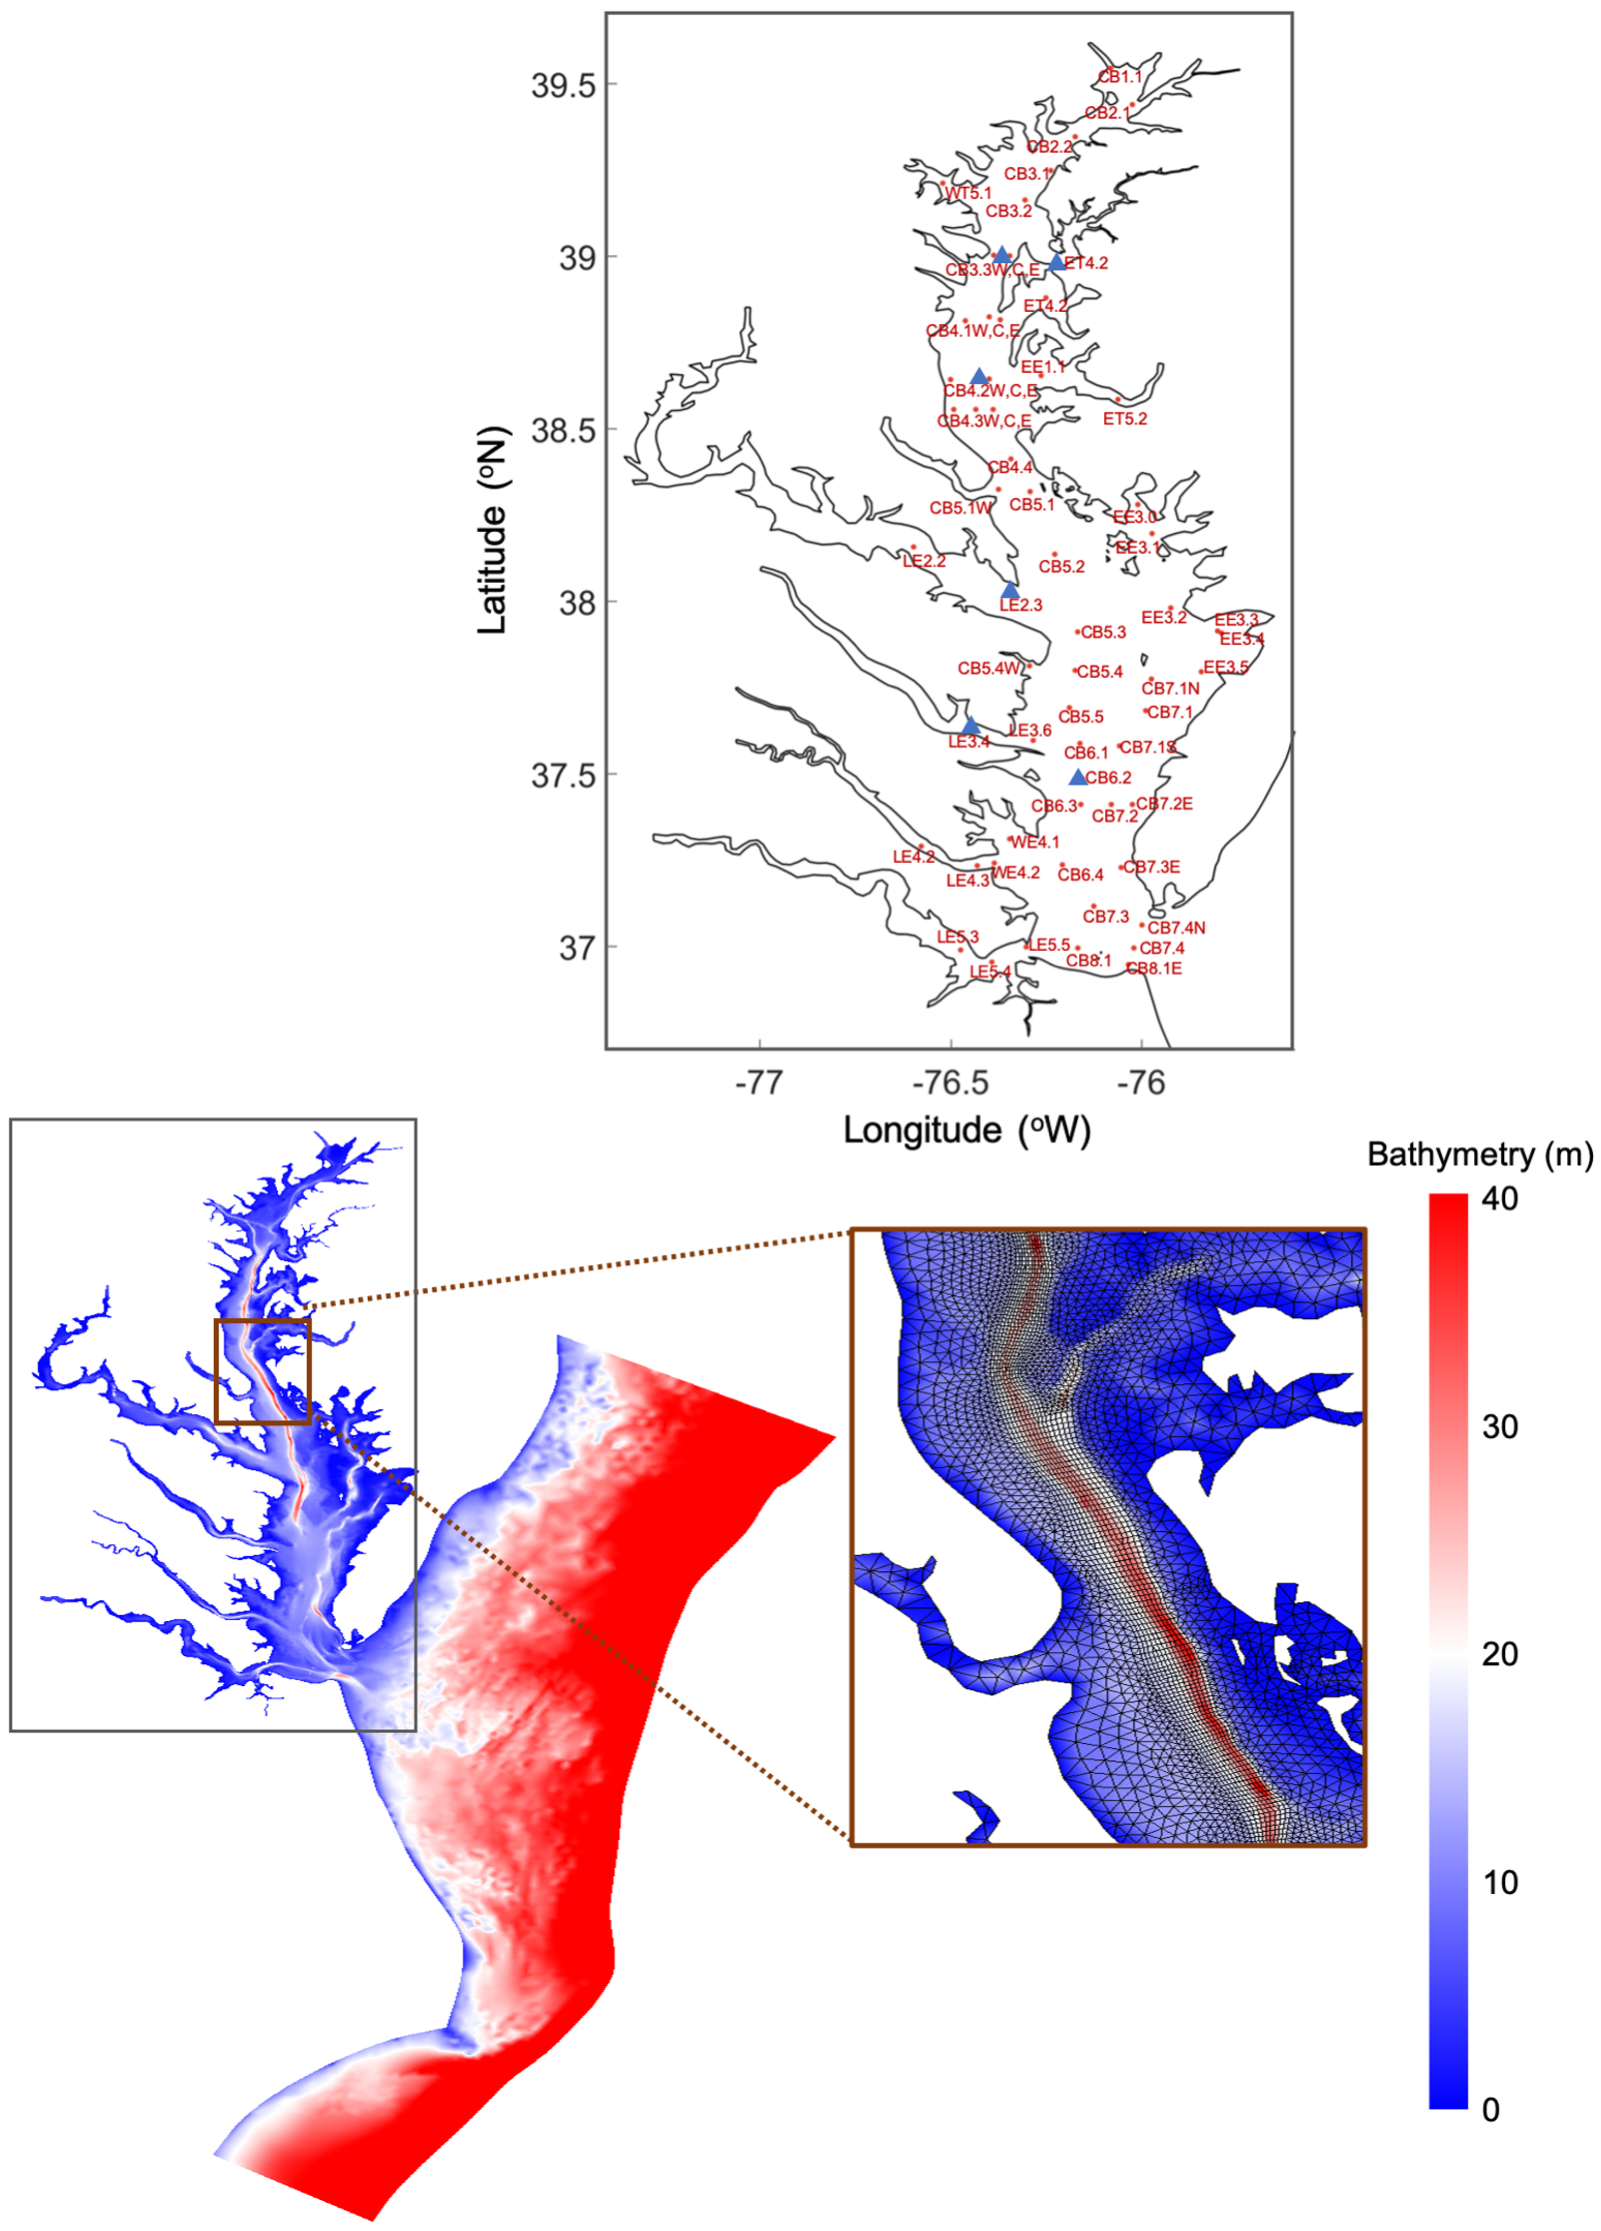 39.5
39
38.5
38
37.5
37
Latitude (°N)
-77
-76.5
-76
Longitude (°W)
CB1.1
CB2.1
CB2.2
CB3.1
WT5.1
CB3.2
CB3.3W,C,E
ET4.2
ET4.2
CB4.1W,C,E
EE1.1
CB4.2W,C,E
ET5.2
CB4.3W,C,E
CB4.4
CB5.1W
CB5.1
EE3.0
EE3.1
LE2.2
CB5.2
LE2.3
EE3.2
EE3.3
CB5.3
EE3.4
CB5.4W
CB5.4
EE3.5
CB7.1N
CB5.5
CB7.1
LE3.4
LE3.6
CB6.1
CB7.1S
CB6.2
CB6.3
CB7.2E
CB7.2
WE4.1
LE4.2
LE4.3
WE4.2
CB6.4
CB7.3E
CB7.3
CB7.4N
LE5.3
LE5.5
CB7.4
CB8.1
CB8.1E
LE5.4
Bathymetry (m)
40
30
20
10
0